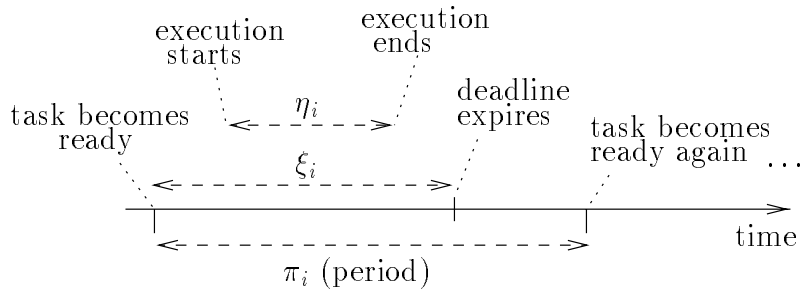 execution
starts
execution
ends
task becomes
ready
η_i
deadline
expires
task becomes
ready again ...
ξ_i
time
π_i (period)